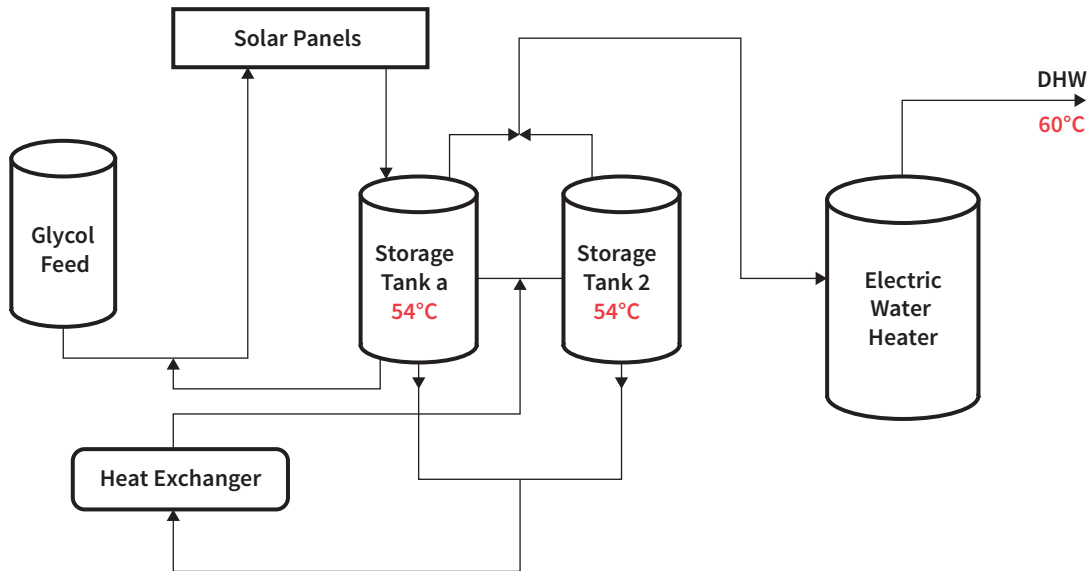 Solar Panels
DHW
60°C
Glycol
Feed
Storage
Tank a
54°C
Storage
Tank 2
54°C
Electric
Water
Heater
Heat Exchanger